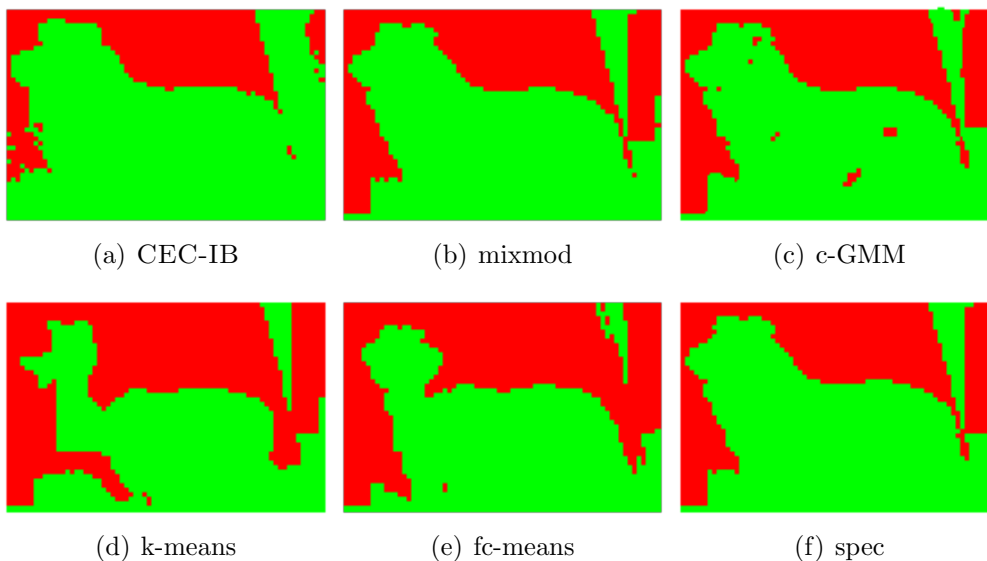 (a) CEC-IB
(b) mixmod
(c) c-GMM
(d) k-means
(e) fc-means
(f) spec